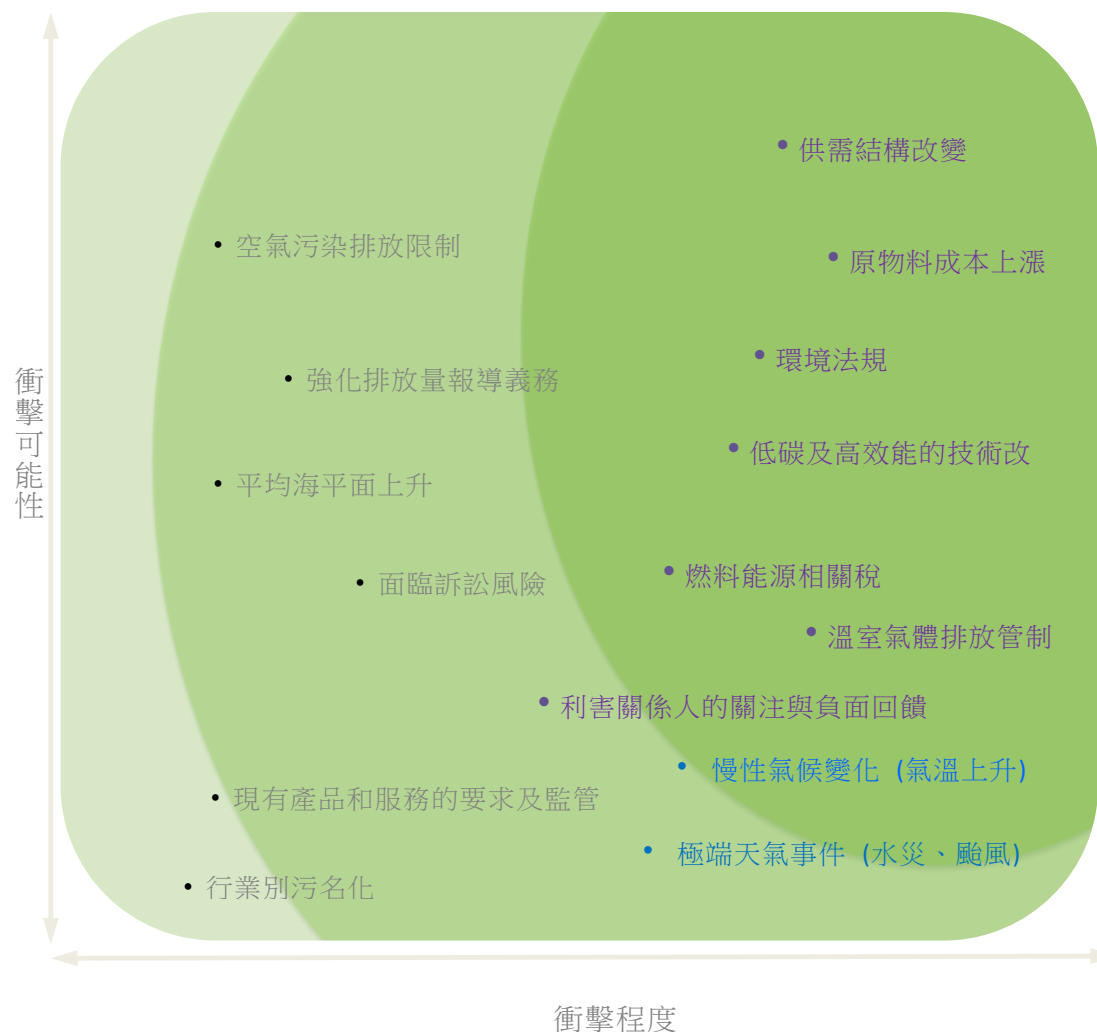 供需結構改變
空氣污染排放限制
原物料成本上漲
環境法規
強化排放量報導義務
低碳及高效能的技術改
衝擊可能性
平均海平面上升
燃料能源相關稅
面臨訴訟風險
溫室氣體排放管制
利害關係人的關注與負面回饋
慢性氣候變化 (氣溫上升)
現有產品和服務的要求及監管
極端天氣事件 (水災、颱風)
行業別污名化
衝擊程度